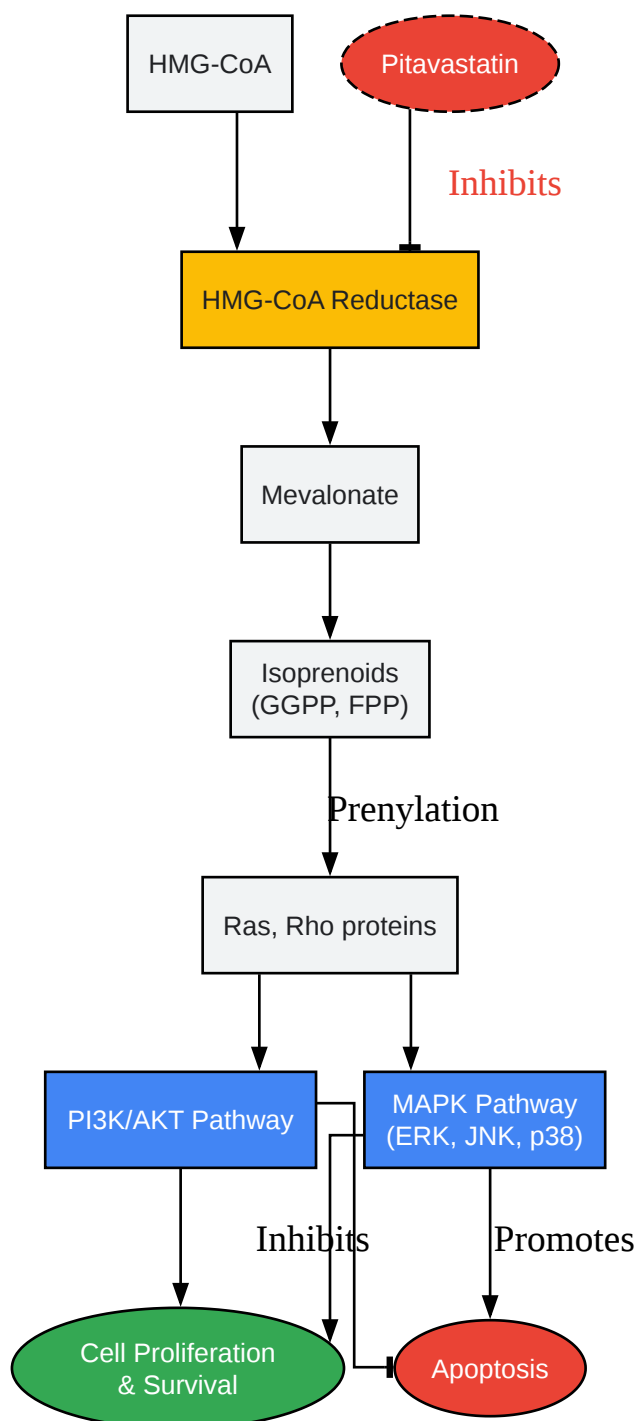 HMG-CoA
Pitavastatin
Inhibits
HMG-CoA Reductase
Mevalonate
Isoprenoids
(GGPP, FPP)
Prenylation
Ras, Rho proteins
PI3K/AKT Pathway
MAPK Pathway
(ERK, JNK, p38)
Inhibits
Promotes
Cell Proliferation
& Survival
Apoptosis